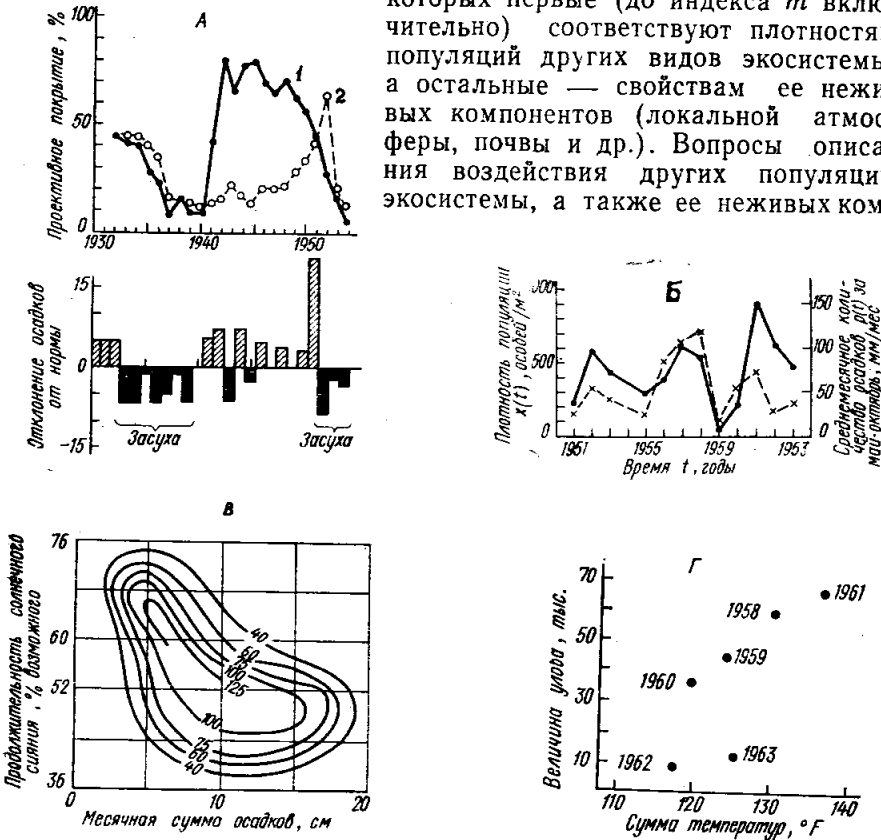 которых первые (до индекса m вклю
чительно) соответствуют плотностя
популяций других видов экосистемы
а остальные — свойствам ее нежи
вых компонентов (локальной атмос
феры, почвы и др.). Вопросы описа
ния воздействия других популяци
экосистемы, а также ее неживых ком
А
Проективное покрытие, %
100
50
0
1
2
1930
1940
1950
Отклонение осадков
от нормы
15
0
-15
Засуха
Засуха
Б
Плотность популяции
x(t), особей/м²
000
500
0
150
100
50
0
Среднемесячное коли-
чество осадков p(t) за
май-октябрь, мм/мес
1951
1955
1959
1963
Время t, годы
В
Продолжительность солнечного
сияния, % возможного
76
60
52
36
40
60
75
100
125
100
75
60
40
0
10
20
Месячная сумма осадков, см
Г
Величина улова, тыс.
70
50
30
10
1961
1958
1959
1960
1962
1963
110
120
130
140
Сумма температур, °F